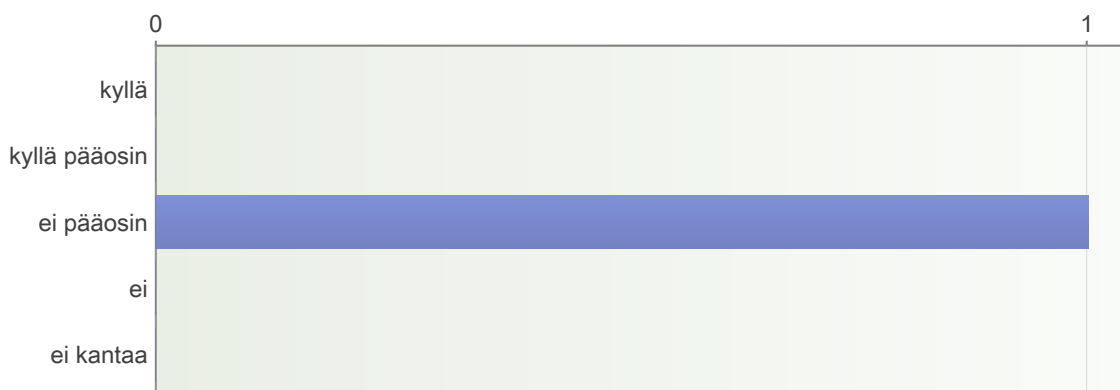 0 1
kyllä
kyllä pääosin
ei pääosin
ei
ei kantaa